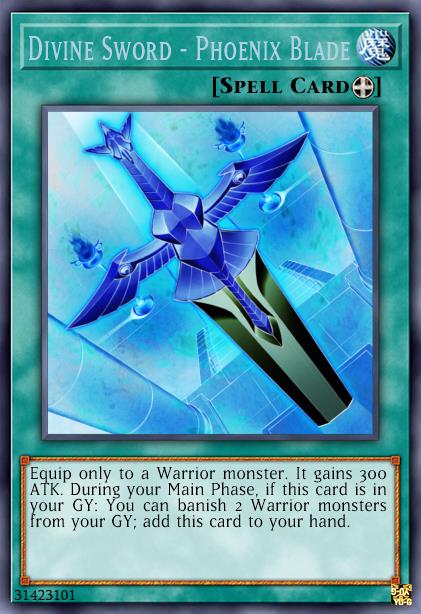 Divine Sword - Phoenix Blade 魔
[Spell Card]
Equip only to a Warrior monster. It gains 300
ATK. During your Main Phase, if this card is in
your GY: You can banish 2 Warrior monsters
from your GY; add this card to your hand.
31423101